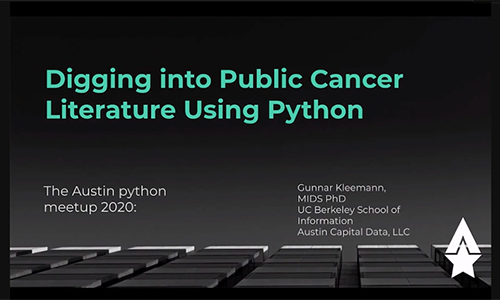 Digging into Public Cancer
Literature Using Python
The Austin python
meetup 2020:
Gunnar Kleemann,
MIDS PhD
UC Berkeley School of
Information
Austin Capital Data, LLC